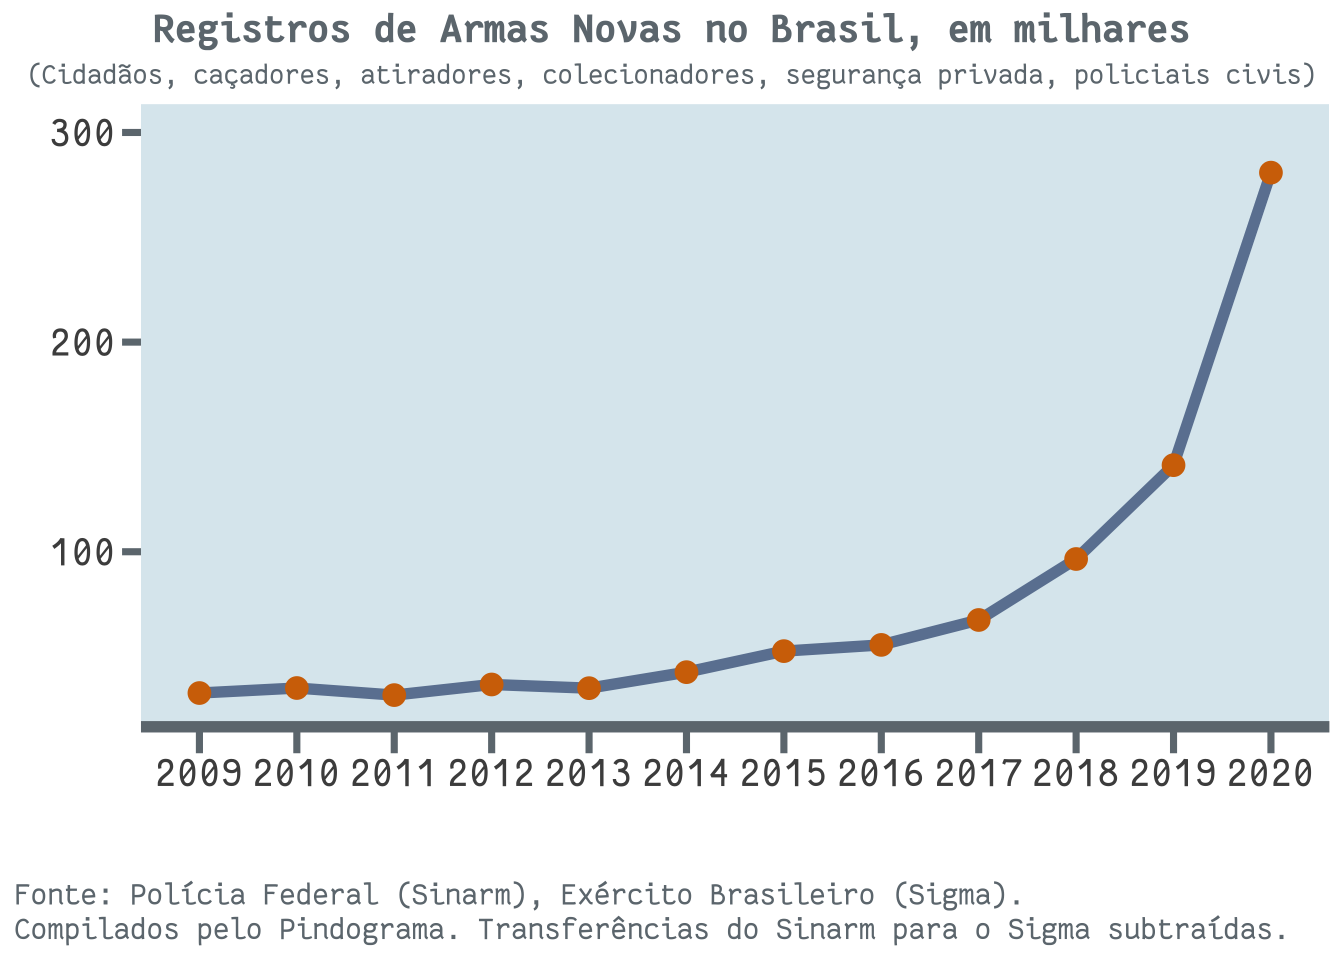 Registros de Armas Novas no Brasil, em milhares
(Cidadãos, caçadores, atiradores, colecionadores, segurança privada, policiais civis)
300
200
100
2009 2010 2011 2012 2013 2014 2015 2016 2017 2018 2019 2020
Fonte: Polícia Federal (Sinarm), Exército Brasileiro (Sigma).
Compilados pelo Pindograma. Transferências do Sinarm para o Sigma subtraídas.